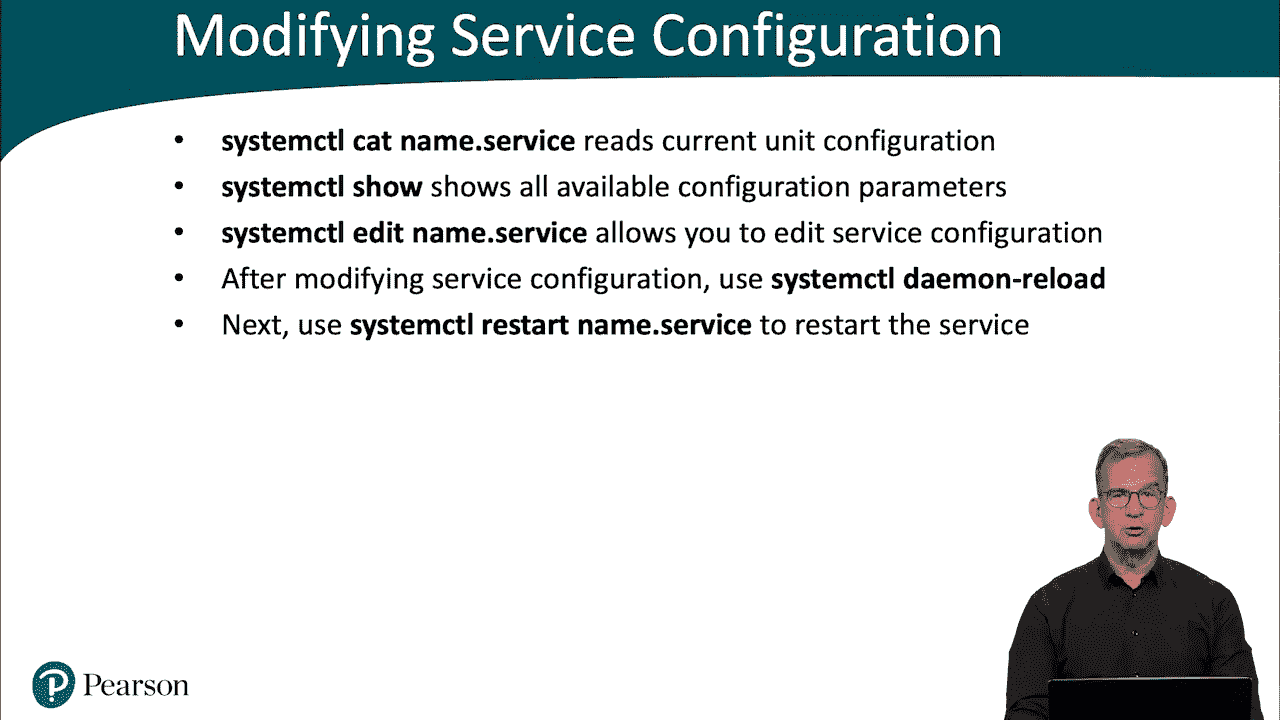 Modifying Service Configuration
• systemctl cat name.service reads current unit configuration
• systemctl show shows all available configuration parameters
• systemctl edit name.service allows you to edit service configuration
• After modifying service configuration, use systemctl daemon-reload
• Next, use systemctl restart name.service to restart the service
Pearson